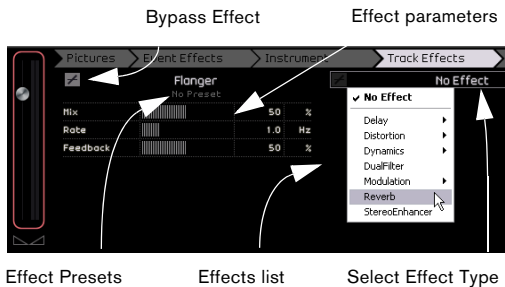 Bypass Effect Effect parameters
Pictures Event Effects Instrument Track Effects
Flanger No Effect
No Preset
Mix 50 %
Rate 1.0 Hz
Feedback 50 %
No Effect
Delay
Distortion
Dynamics
DualFilter
Modulation
Reverb
StereoEnhancer
Effect Presets Effects list Select Effect Type